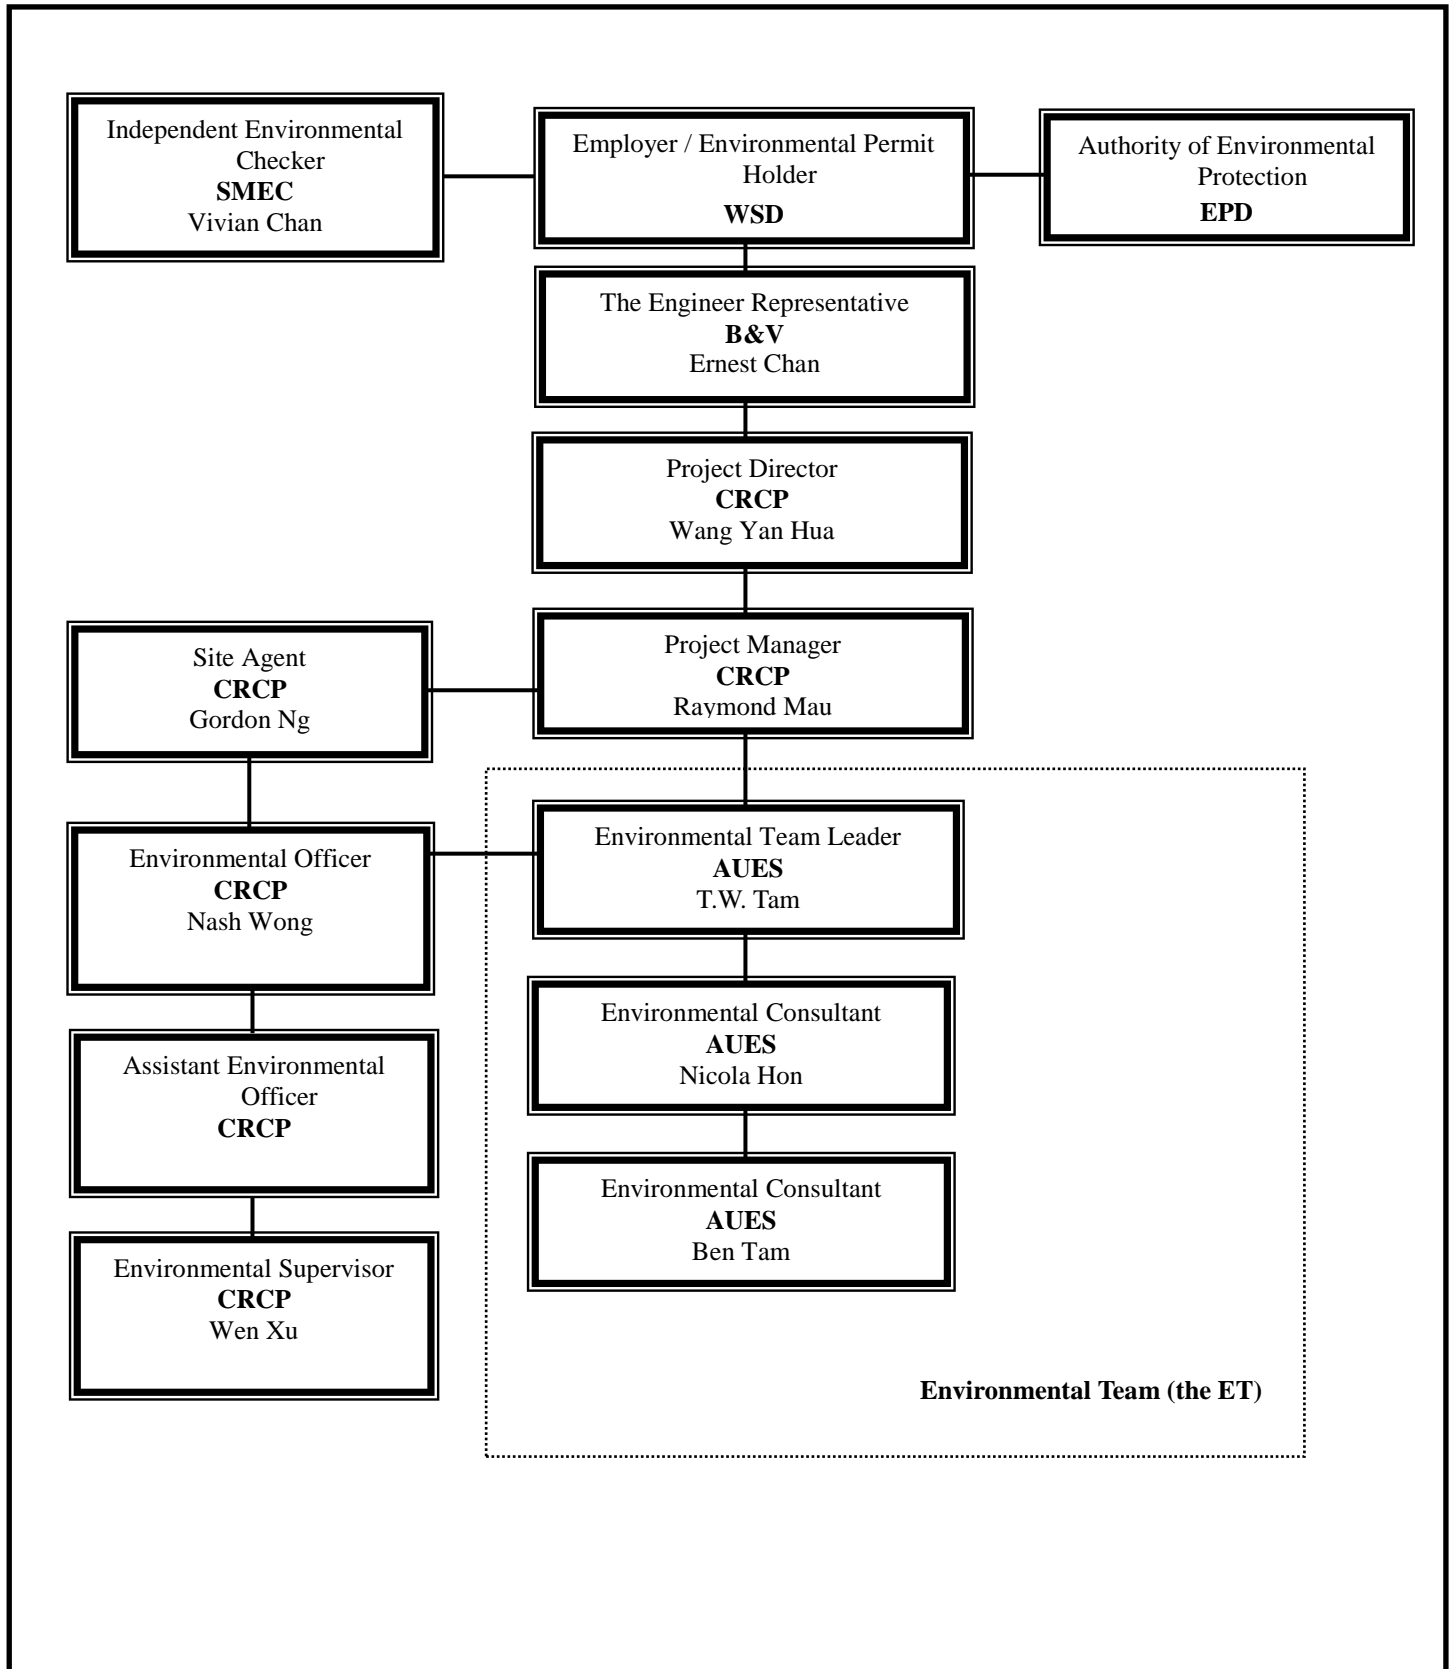 Independent Environmental
Checker
SMEC
Vivian Chan
Employer / Environmental Permit
Holder
WSD
Authority of Environmental
Protection
EPD
The Engineer Representative
B&V
Ernest Chan
Project Director
CRCP
Wang Yan Hua
Project Manager
CRCP
Raymond Mau
Site Agent
CRCP
Gordon Ng
Environmental Team Leader
AUES
T.W. Tam
Environmental Officer
CRCP
Nash Wong
Environmental Consultant
AUES
Nicola Hon
Assistant Environmental
Officer
CRCP
Environmental Consultant
AUES
Ben Tam
Environmental Supervisor
CRCP
Wen Xu
Environmental Team (the ET)